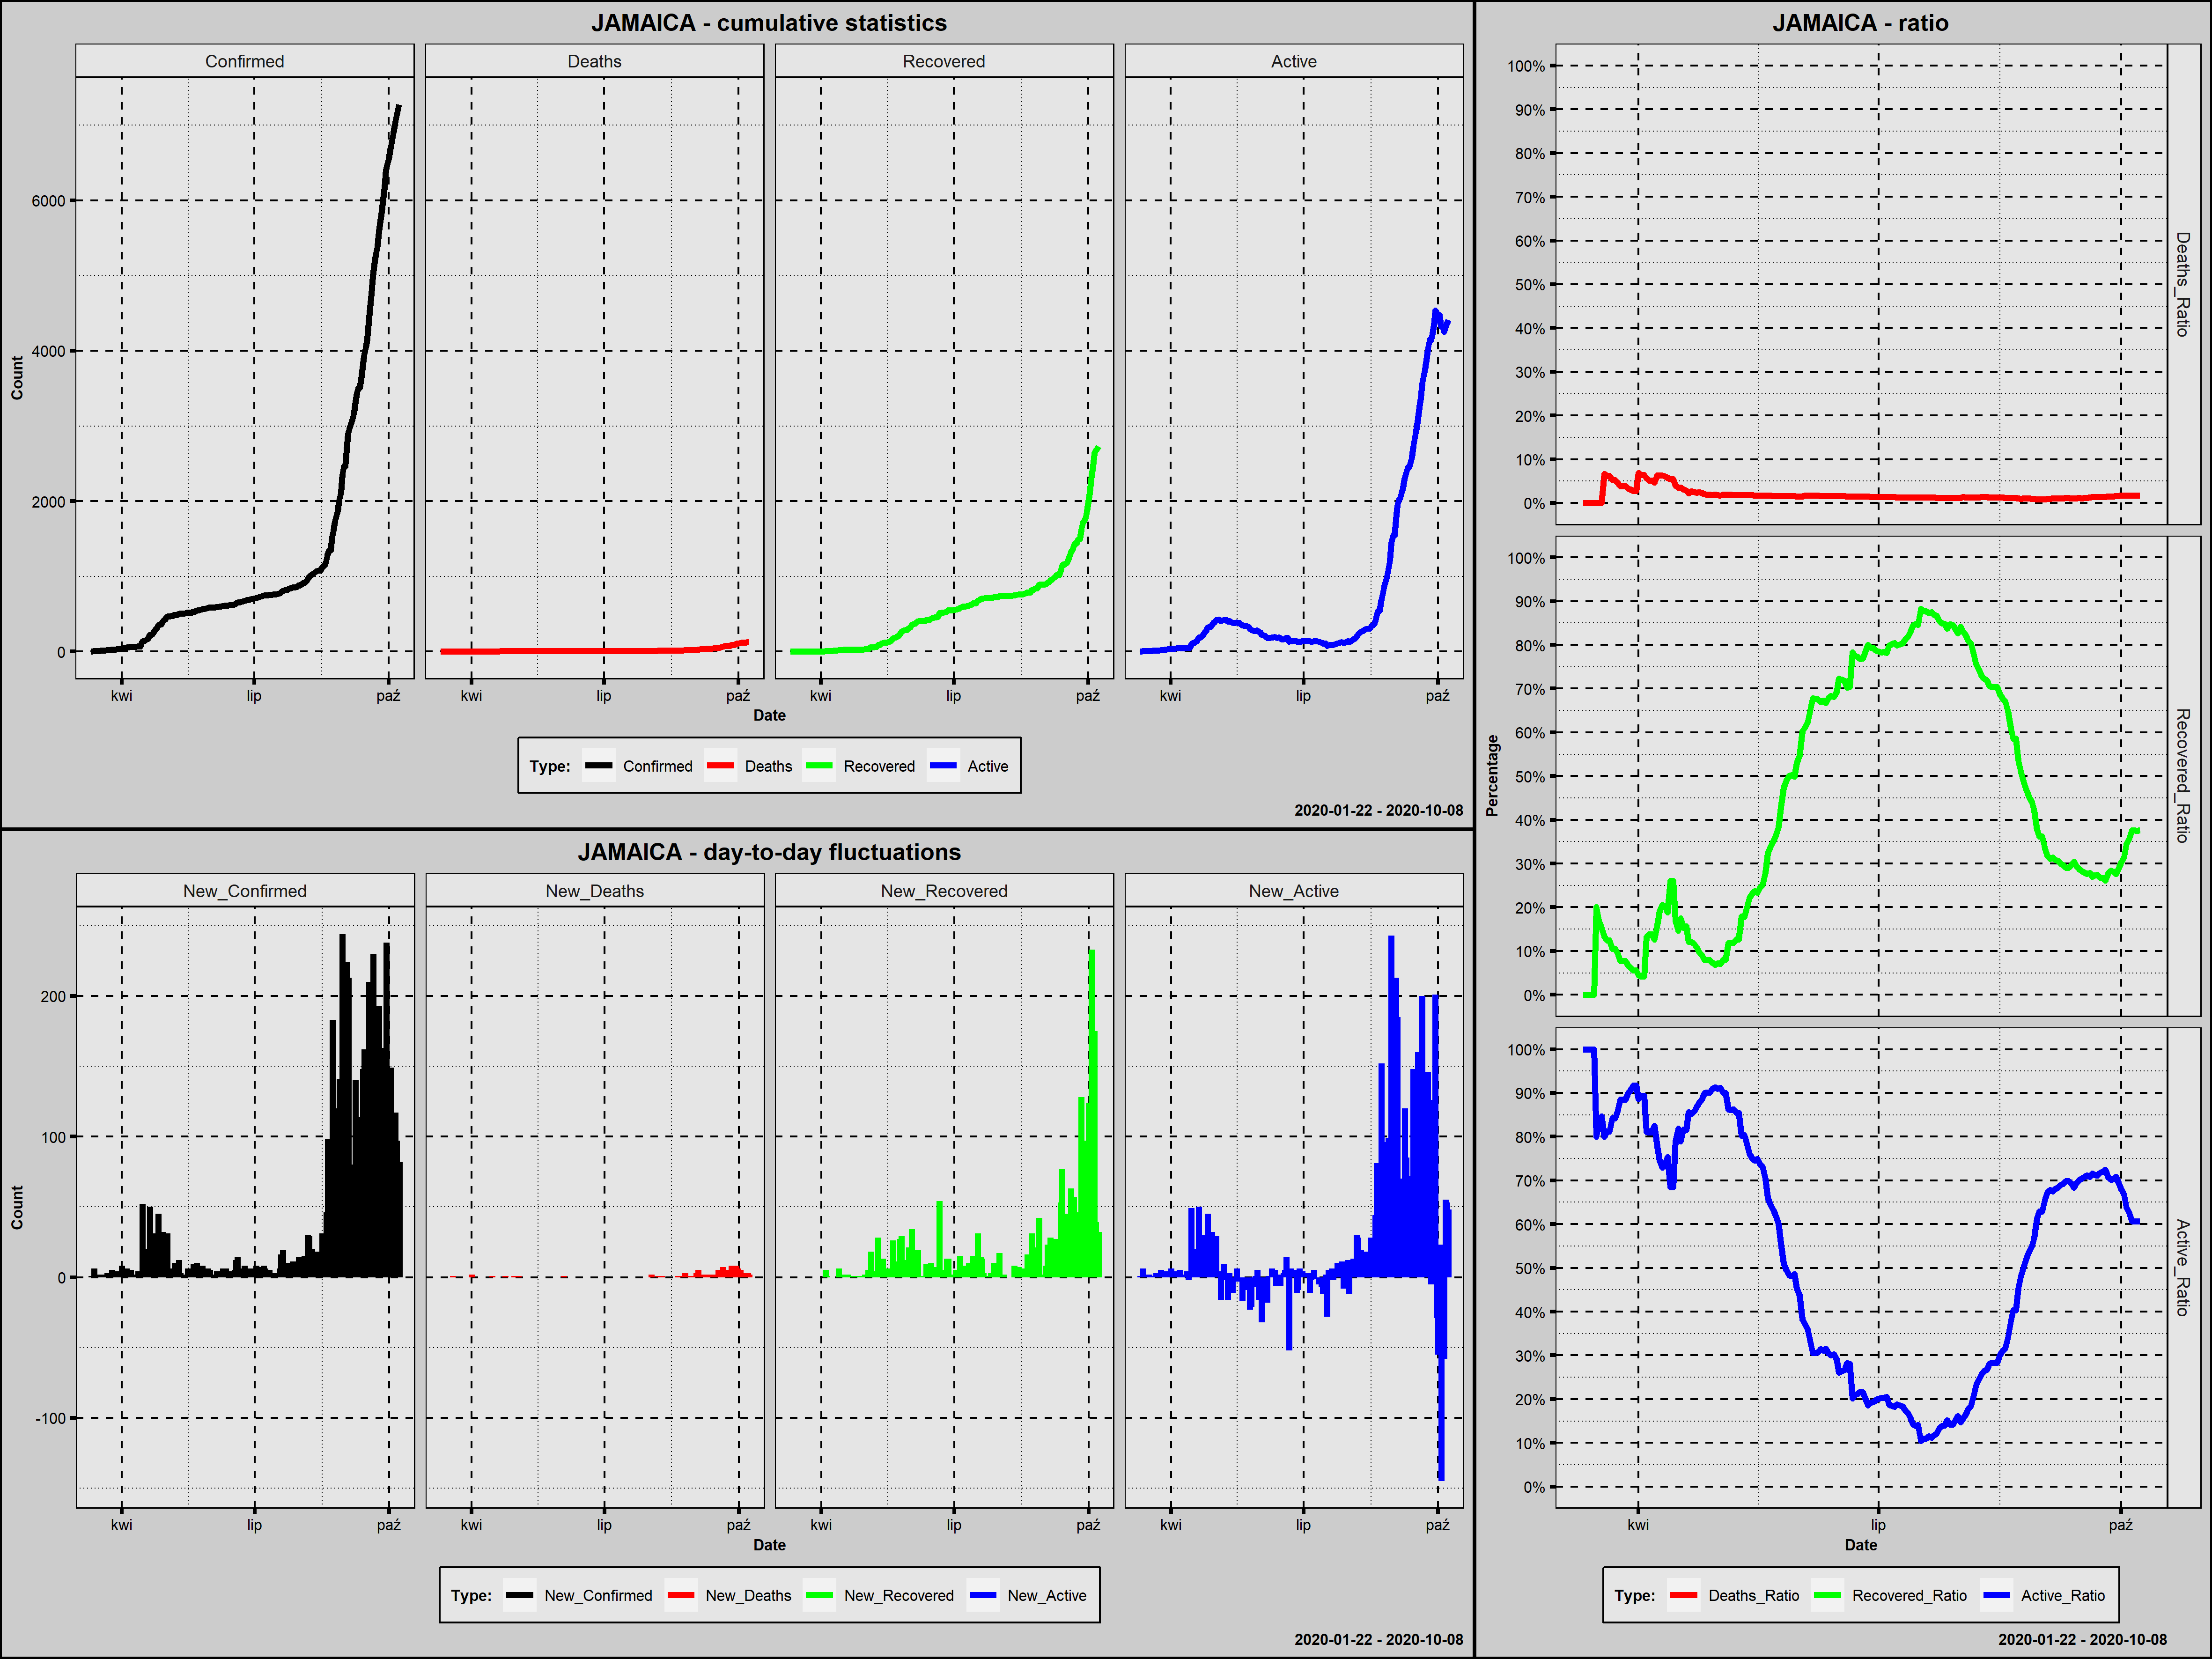 JAMAICA - cumulative statistics
Confirmed Deaths Recovered Active
Count
6000
4000
2000
0
kwi lip paź kwi lip paź kwi lip paź kwi lip paź
Date
Type: Confirmed Deaths Recovered Active
2020-01-22 - 2020-10-08
JAMAICA - day-to-day fluctuations
New_Confirmed New_Deaths New_Recovered New_Active
Count
200
100
0
-100
kwi lip paź kwi lip paź kwi lip paź kwi lip paź
Date
Type: New_Confirmed New_Deaths New_Recovered New_Active
2020-01-22 - 2020-10-08
JAMAICA - ratio
Percentage
100%
90%
80%
70%
60%
50%
40%
30%
20%
10%
0%
Deaths_Ratio
100%
90%
80%
70%
60%
50%
40%
30%
20%
10%
0%
Recovered_Ratio
100%
90%
80%
70%
60%
50%
40%
30%
20%
10%
0%
Active_Ratio
kwi lip paź
Date
Type: Deaths_Ratio Recovered_Ratio Active_Ratio
2020-01-22 - 2020-10-08